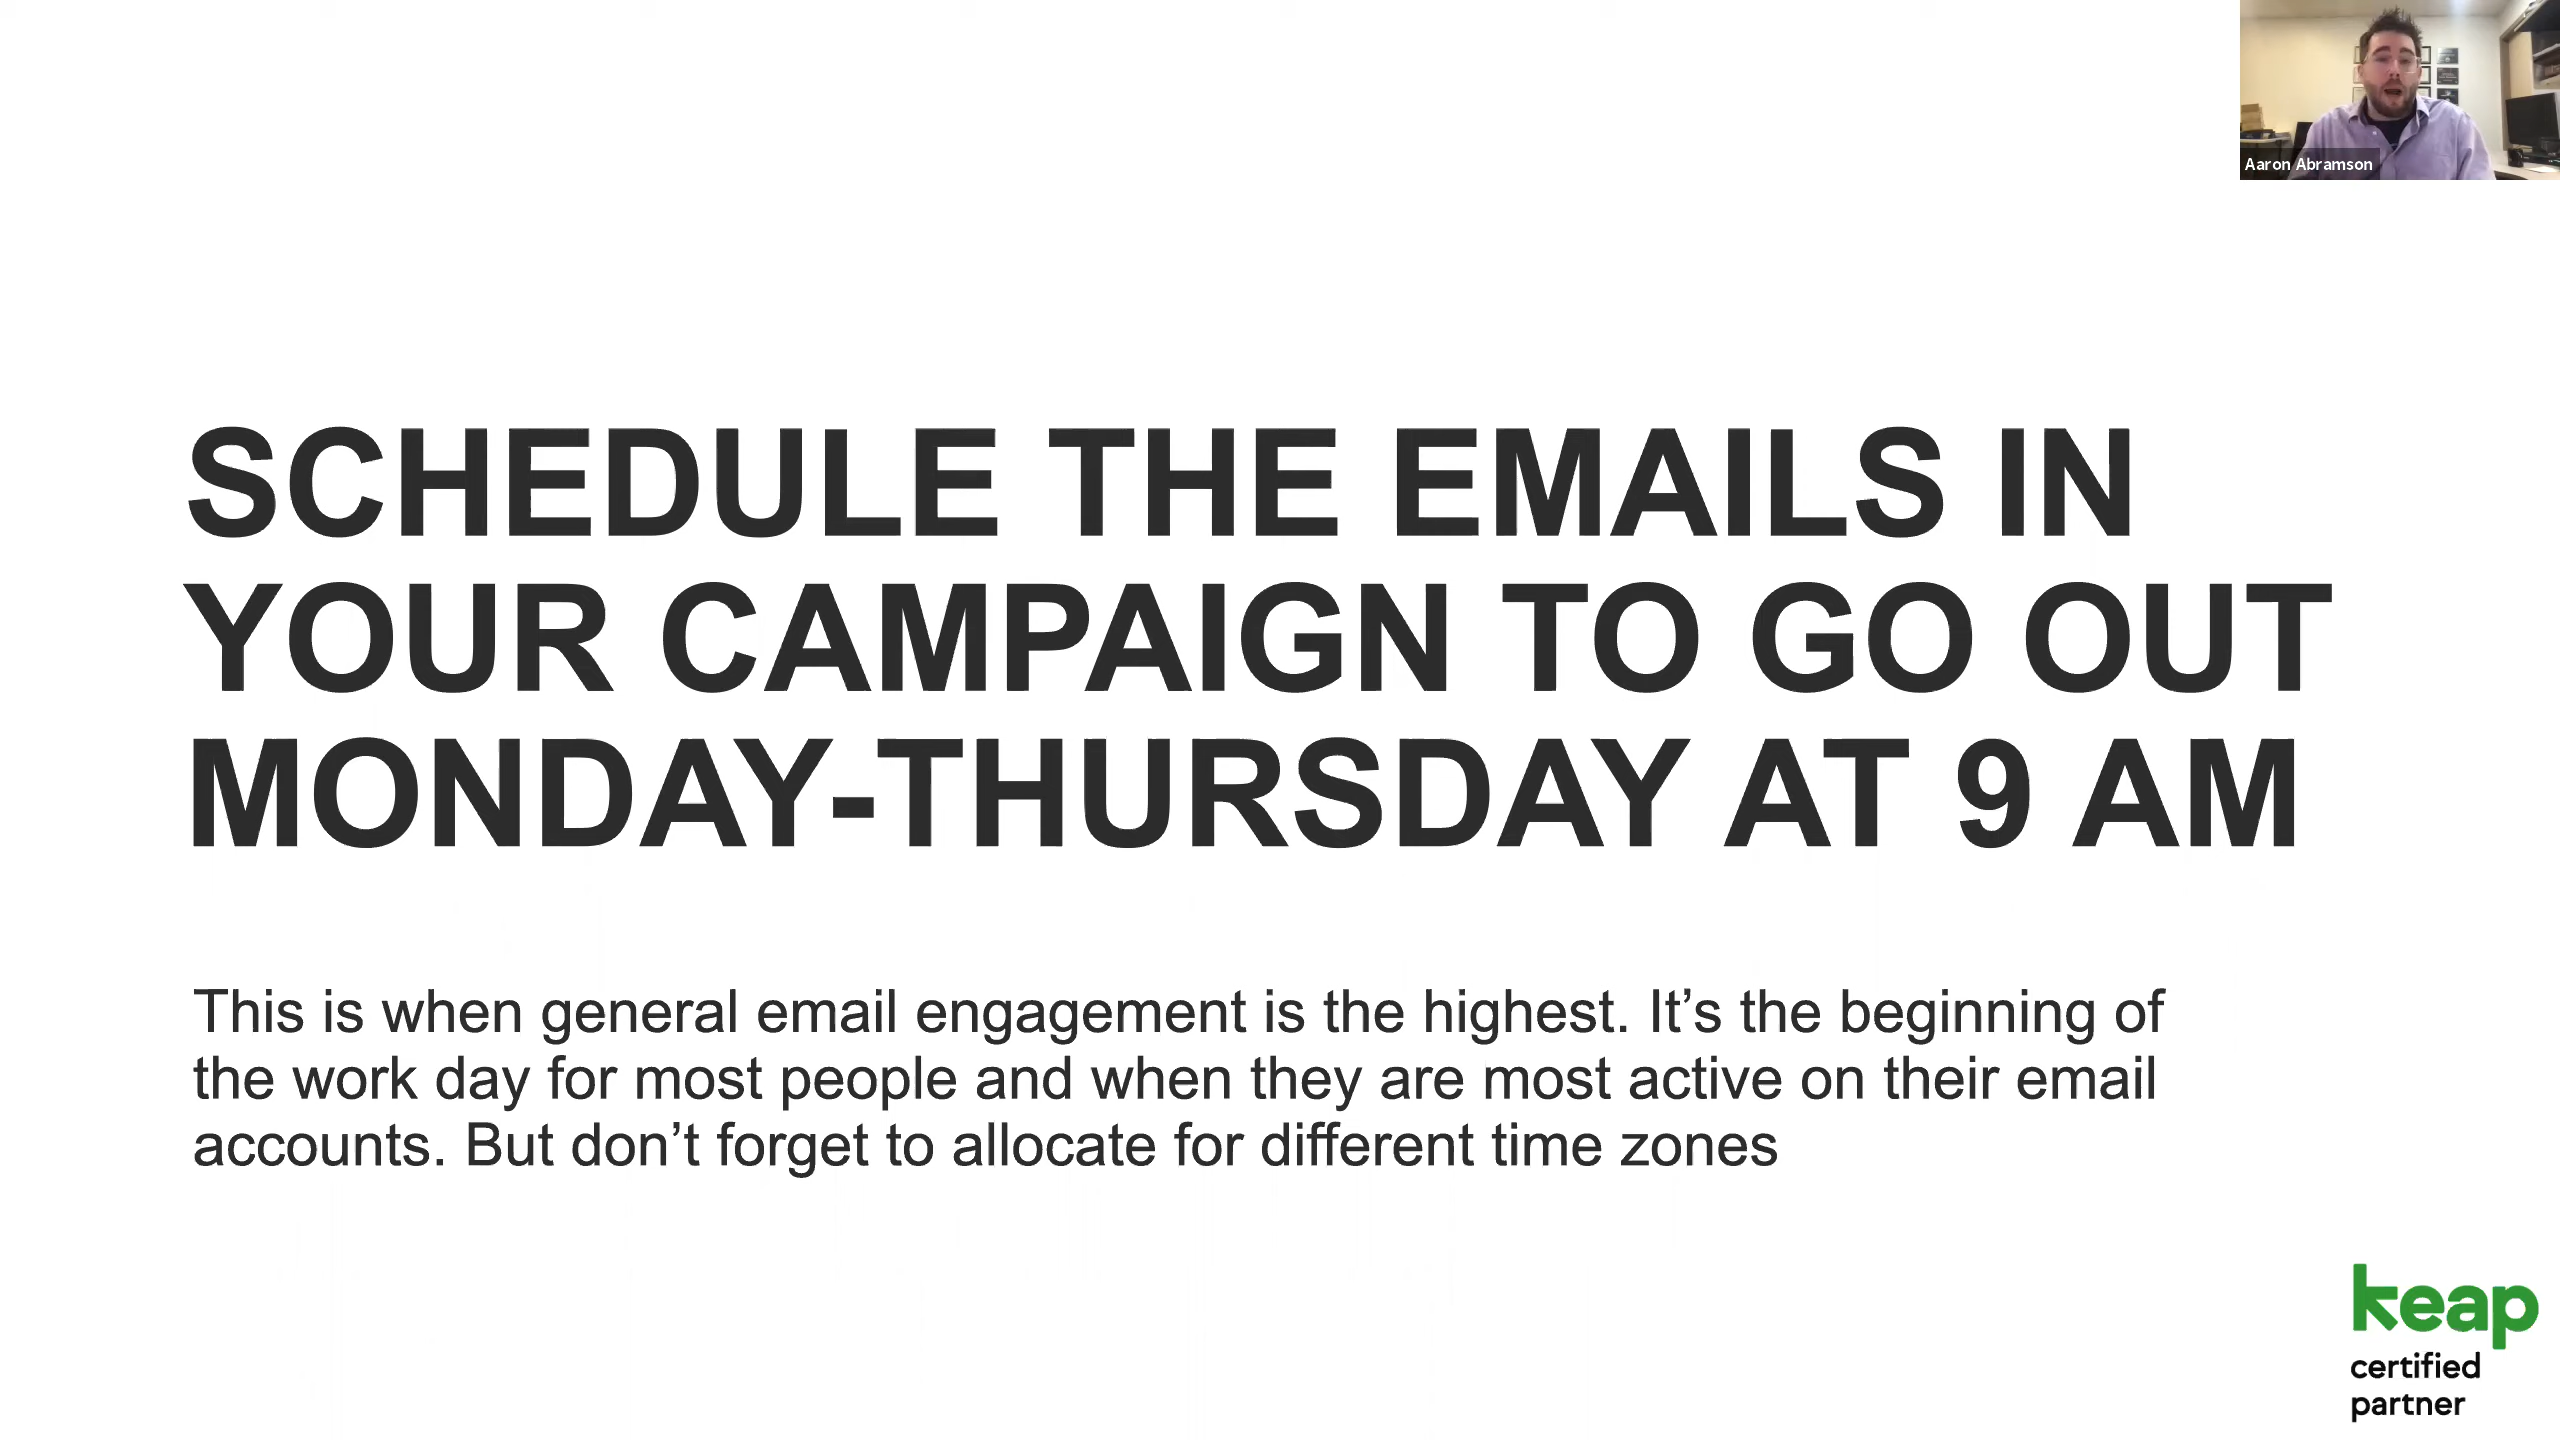 Aaron Abramson
SCHEDULE THE EMAILS IN
YOUR CAMPAIGN TO GO OUT
MONDAY-THURSDAY AT 9 AM
This is when general email engagement is the highest. It’s the beginning of
the work day for most people and when they are most active on their email
accounts. But don’t forget to allocate for different time zones
keap
certified
partner